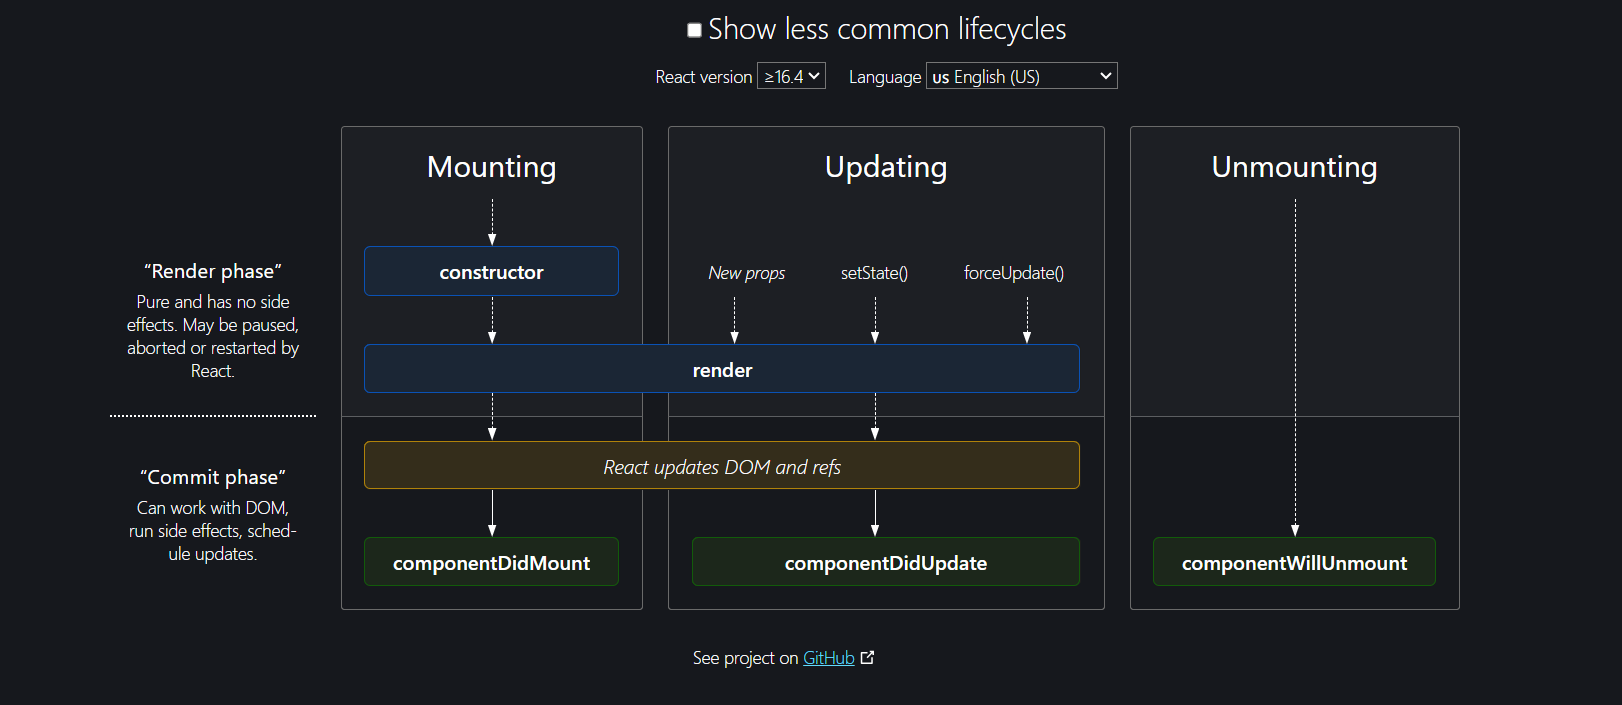 Show less common lifecycles
React version ≥16.4 Language us English (US)
Mounting
Updating
Unmounting
“Render phase”
Pure and has no side
effects. May be paused,
aborted or restarted by
React.
constructor
New props
setState()
forceUpdate()
render
“Commit phase”
Can work with DOM,
run side effects, sched-
ule updates.
React updates DOM and refs
componentDidMount
componentDidUpdate
componentWillUnmount
See project on GitHub